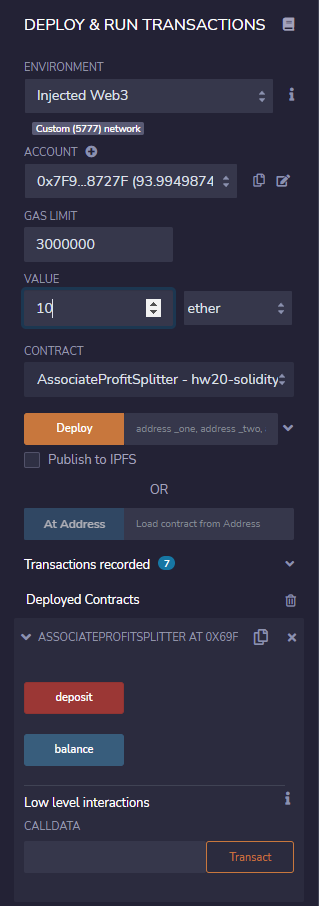 DEPLOY & RUN TRANSACTIONS
ENVIRONMENT
Injected Web3
Custom (5777) network
ACCOUNT
0x7F9...8727F (93.9949874
GAS LIMIT
3000000
VALUE
10 ether
CONTRACT
AssociateProfitSplitter - hw20-solidity
Deploy address _one, address _two,
Publish to IPFS
OR
At Address Load contract from Address
Transactions recorded 7
Deployed Contracts
ASSOCIATEPROFITSPLITTER AT 0X69F
deposit
balance
Low level interactions
CALLDATA
Transact